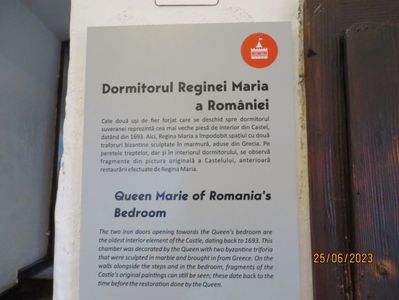 Dormitorul Reginei Maria
a României
Cele două uși de fier forjat care se deschid spre dormitorul
suveranei reprezintă cea mai veche piesă de interior din Castel,
datând din 1693. Aici, Regina Maria a împodobit spațiul cu două
traforuri bizantine sculptate în marmură, aduse din Grecia. Pe
peretele treptelor, dar și în interiorul dormitorului, se observă
fragmente din pictura originală a Castelului, anterioară
restaurării efectuate de Regina Maria.
Queen Marie of Romania's
Bedroom
The two iron doors opening towards the Queen's bedroom are
the oldest interior element of the Castle, dating back to 1693. This
chamber was decorated by the Queen with two byzantine triforia
that were sculpted in marble and brought in from Greece. On the
walls alongside the steps and in the bedroom, fragments of the
Castle's original paintings can still be seen; these date back to the
time before the restoration done by the Queen.
25/06/2023